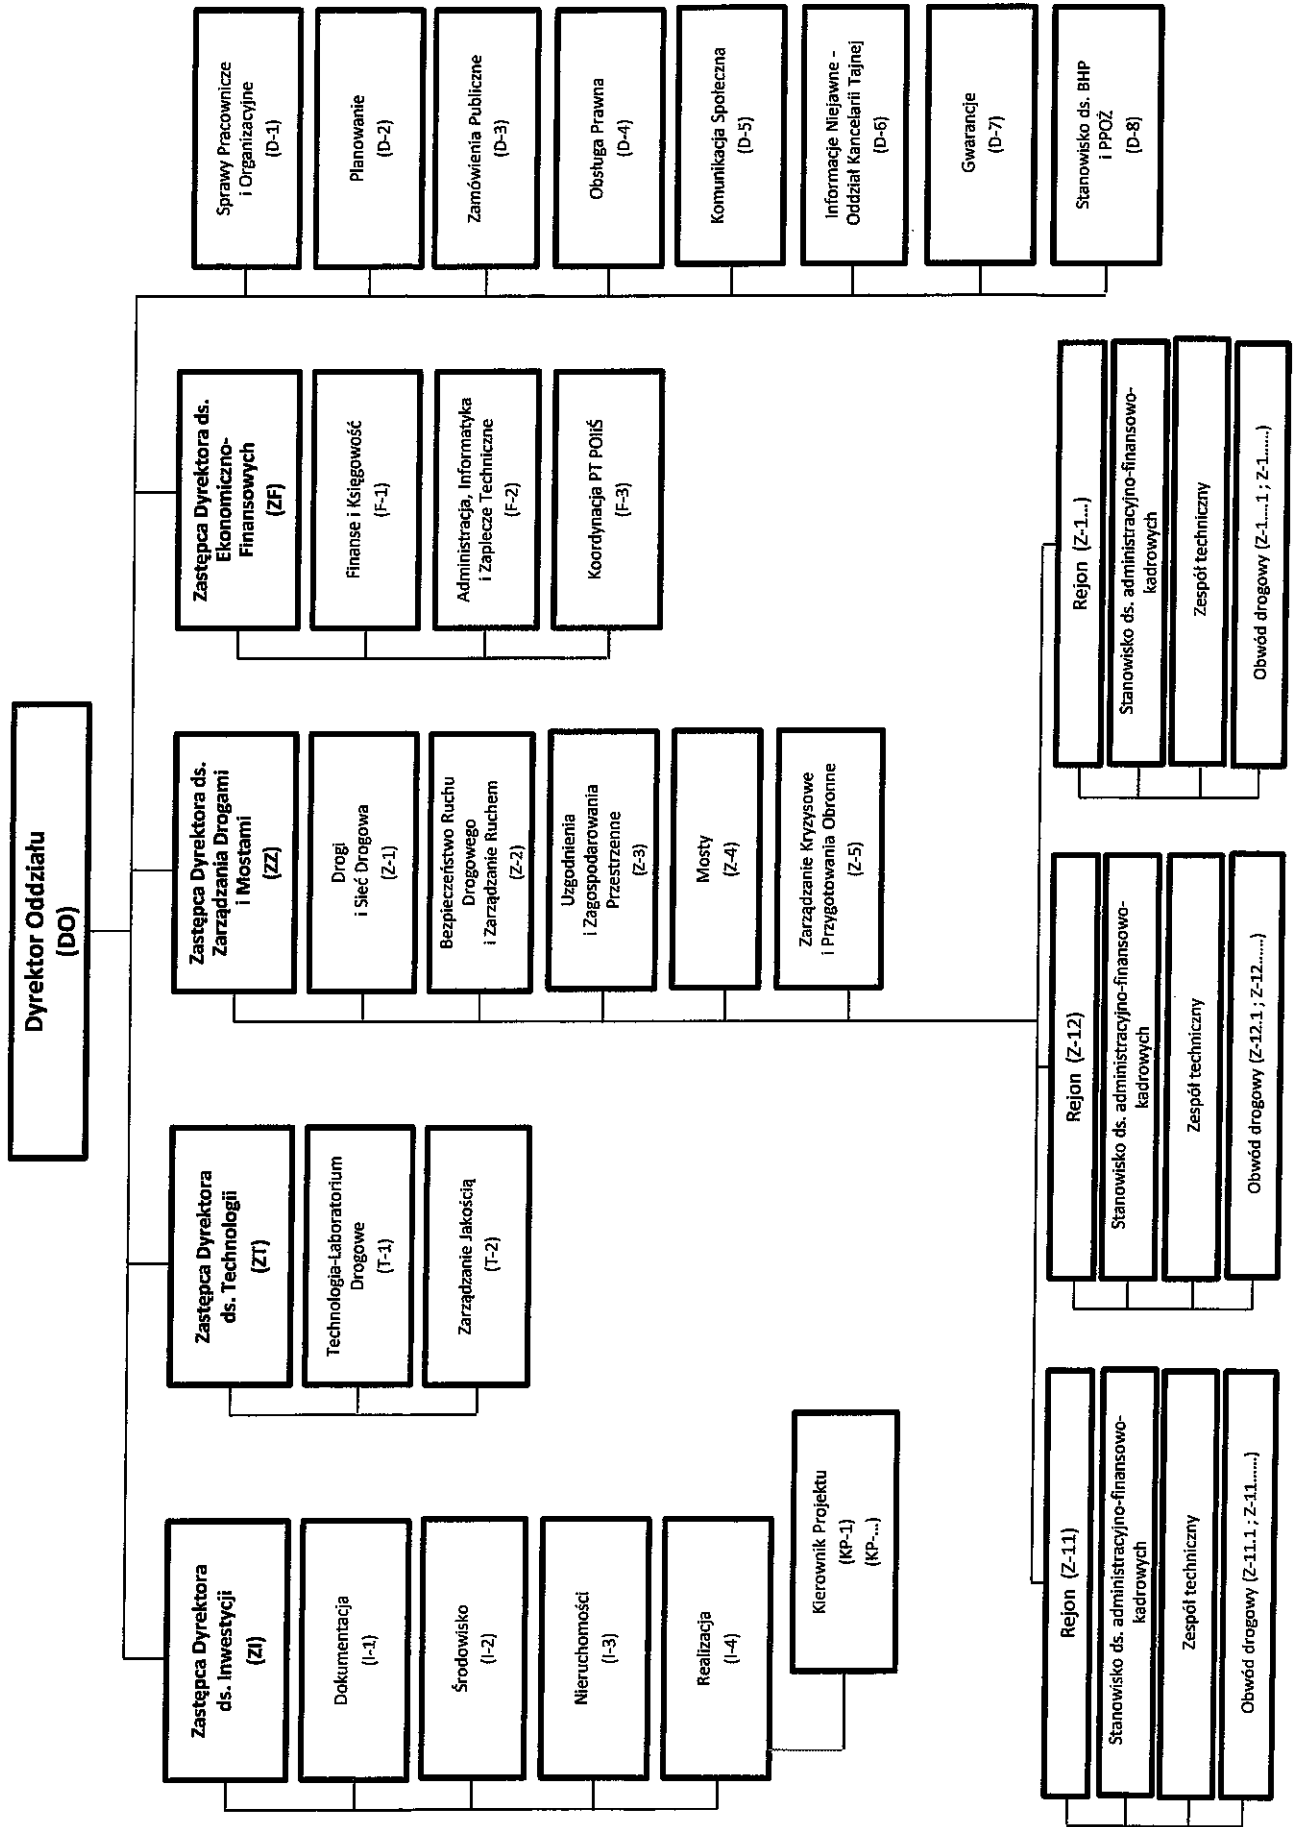 Dyrektor Oddziału
(DO)
Zastępca Dyrektora
ds. Inwestycji
(ZI)
Dokumentacja
(I-1)
Środowisko
(I-2)
Nieruchomości
(I-3)
Realizacja
(I-4)
Kierownik Projektu
(KP-1)
(KP-...)
Zastępca Dyrektora
ds. Technologii
(ZT)
Technologia-Laboratorium
Drogowe
(T-1)
Zarządzanie Jakością
(T-2)
Zastępca Dyrektora ds.
Zarządzania Drogami
i Mostami
(ZZ)
Drogi
i Sieć Drogowa
(Z-1)
Bezpieczeństwo Ruchu
Drogowego
i Zarządzanie Ruchem
(Z-2)
Uzgodnienia
i Zagospodarowania
Przestrzenne
(Z-3)
Mosty
(Z-4)
Zarządzanie Kryzysowe
i Przygotowania Obronne
(Z-5)
Zastępca Dyrektora ds.
Ekonomiczno-
Finansowych
(ZF)
Finanse i Księgowość
(F-1)
Administracja, Informatyka
i Zaplecze Techniczne
(F-2)
Koordynacja PT POIiŚ
(F-3)
Sprawy Pracownicze
i Organizacyjne
(D-1)
Planowanie
(D-2)
Zamówienia Publiczne
(D-3)
Obsługa Prawna
(D-4)
Komunikacja Społeczna
(D-5)
Informacje Niejawne -
Oddział Kancelarii Tajnej
(D-6)
Gwarancje
(D-7)
Stanowisko ds. BHP
i PPOŻ
(D-8)
Rejon (Z-11)
Stanowisko ds. administracyjno-finansowo-
kadrowych
Zespół techniczny
Obwód drogowy (Z-11.1 ; Z-11......)
Rejon (Z-12)
Stanowisko ds. administracyjno-finansowo-
kadrowych
Zespół techniczny
Obwód drogowy (Z-12.1 ; Z-12......)
Rejon (Z-1...)
Stanowisko ds. administracyjno-finansowo-
kadrowych
Zespół techniczny
Obwód drogowy (Z-1....1 ; Z-1......)